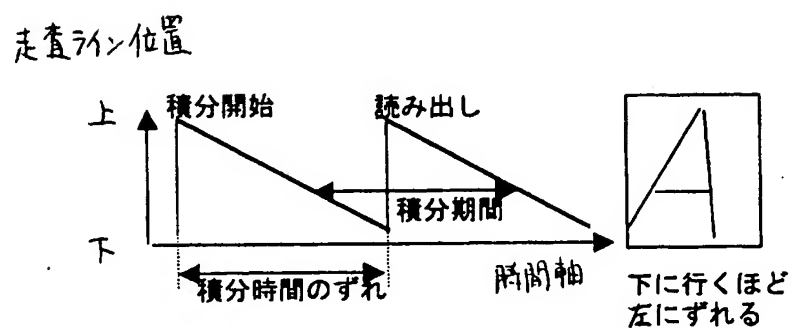 走査ライン位置
上
積分開始
読み出し
積分期間
下
積分時間のずれ
時間軸
A
下に行くほど
左にずれる